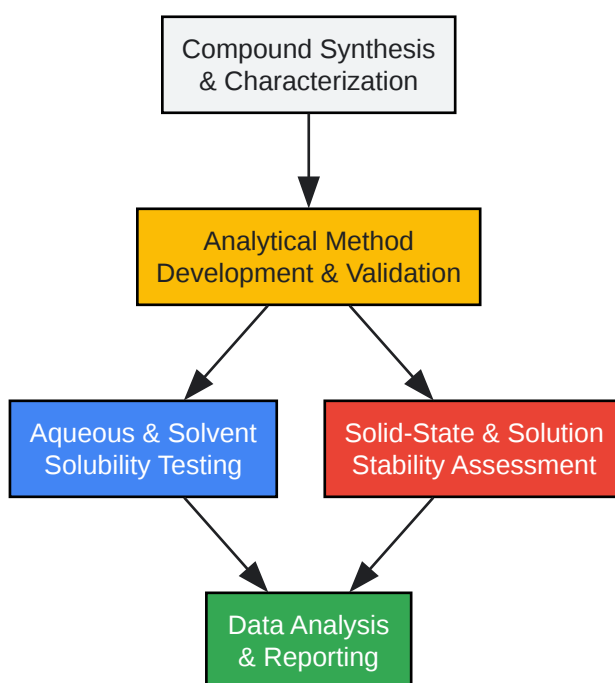 Compound Synthesis
& Characterization
Analytical Method
Development & Validation
Aqueous & Solvent
Solubility Testing
Solid-State & Solution
Stability Assessment
Data Analysis
& Reporting